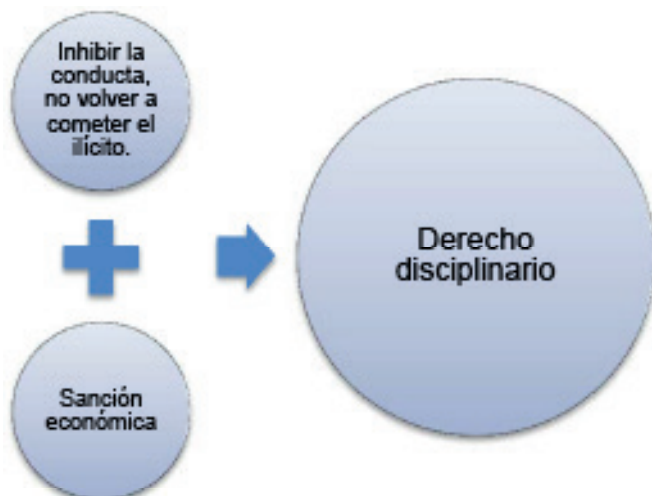 Inhibir la
conducta,
no volver a
cometer el
ilícito.
Derecho
disciplinario
Sanción
económica